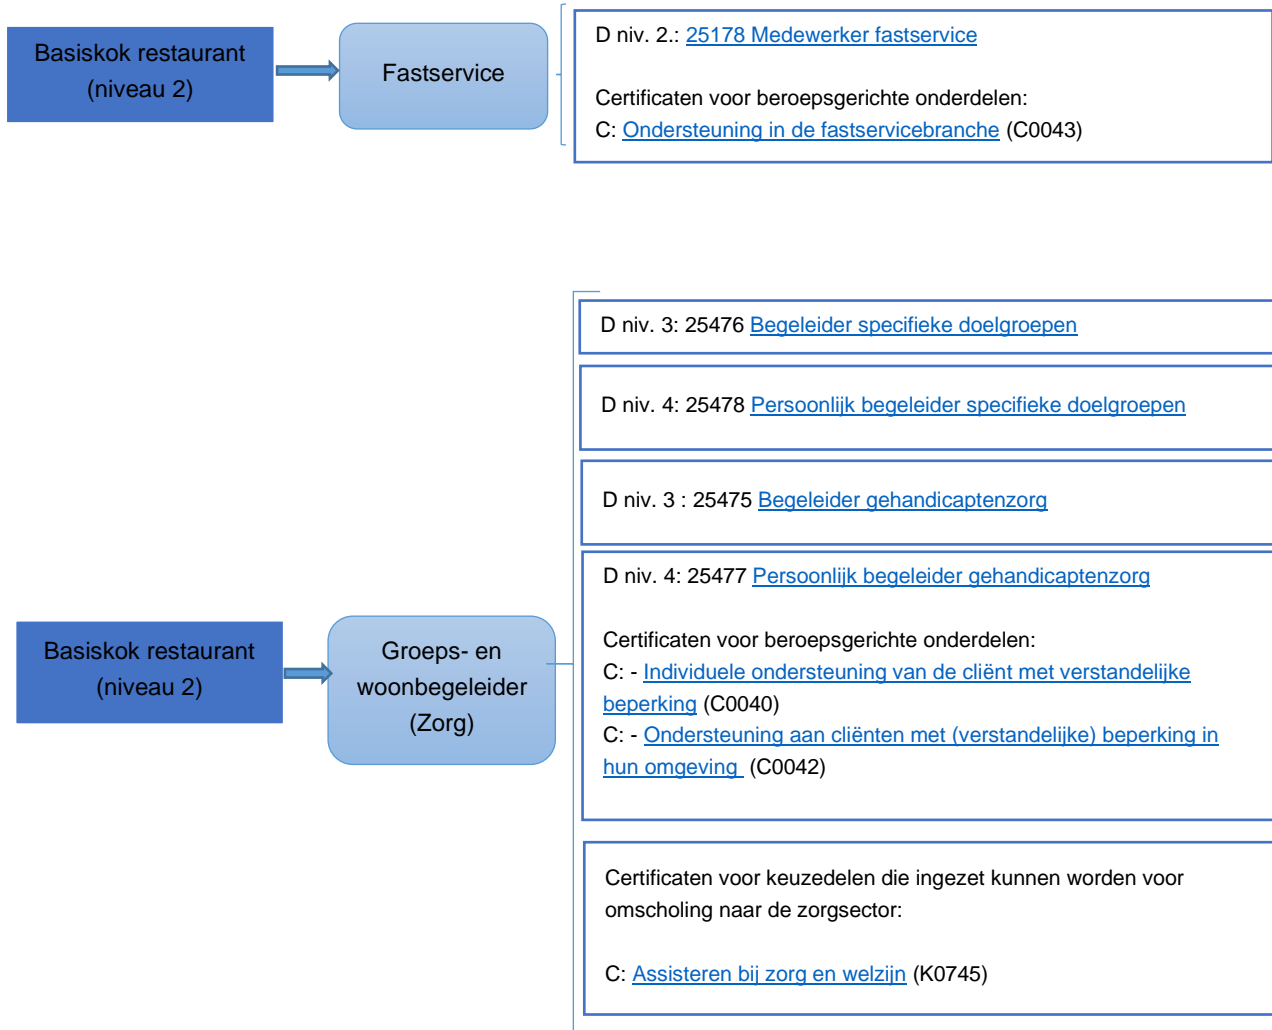 Basiskok restaurant
(niveau 2)
Fastservice
D niv. 2.: 25178 Medewerker fastservice
Certificaten voor beroepsgerichte onderdelen:
C: Ondersteuning in de fastservicebranche (C0043)
Basiskok restaurant
(niveau 2)
Groeps- en
woonbegeleider
(Zorg)
D niv. 3: 25476 Begeleider specifieke doelgroepen
D niv. 4: 25478 Persoonlijk begeleider specifieke doelgroepen
D niv. 3 : 25475 Begeleider gehandicaptenzorg
D niv. 4: 25477 Persoonlijk begeleider gehandicaptenzorg
Certificaten voor beroepsgerichte onderdelen:
C: - Individuele ondersteuning van de cliënt met verstandelijke
beperking (C0040)
C: - Ondersteuning aan cliënten met (verstandelijke) beperking in
hun omgeving (C0042)
Certificaten voor keuzedelen die ingezet kunnen worden voor
omscholing naar de zorgsector:
C: Assisteren bij zorg en welzijn (K0745)